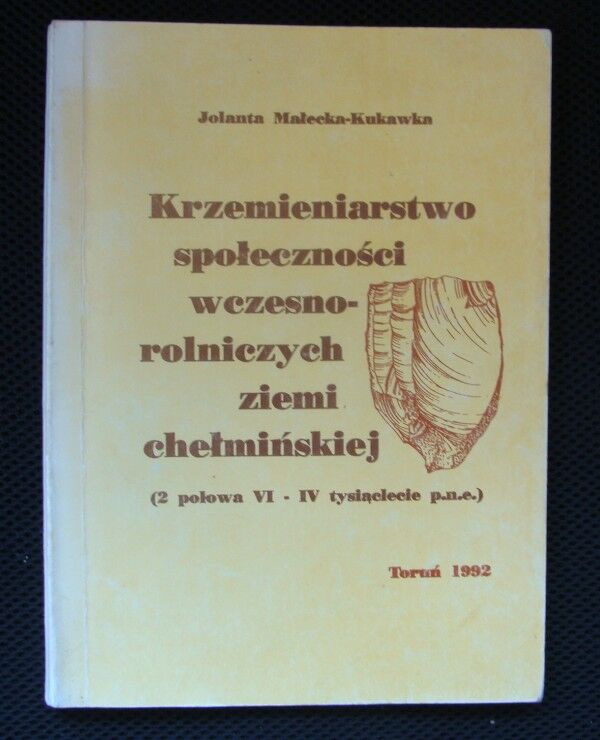 Jolanta Małecka-Kukawka
Krzemieniarstwo
społeczności
wczesno-
rolniczych
ziemi
chełmińskiej
(2 połowa VI - IV tysiąclecie p.n.e.)
Toruń 1992